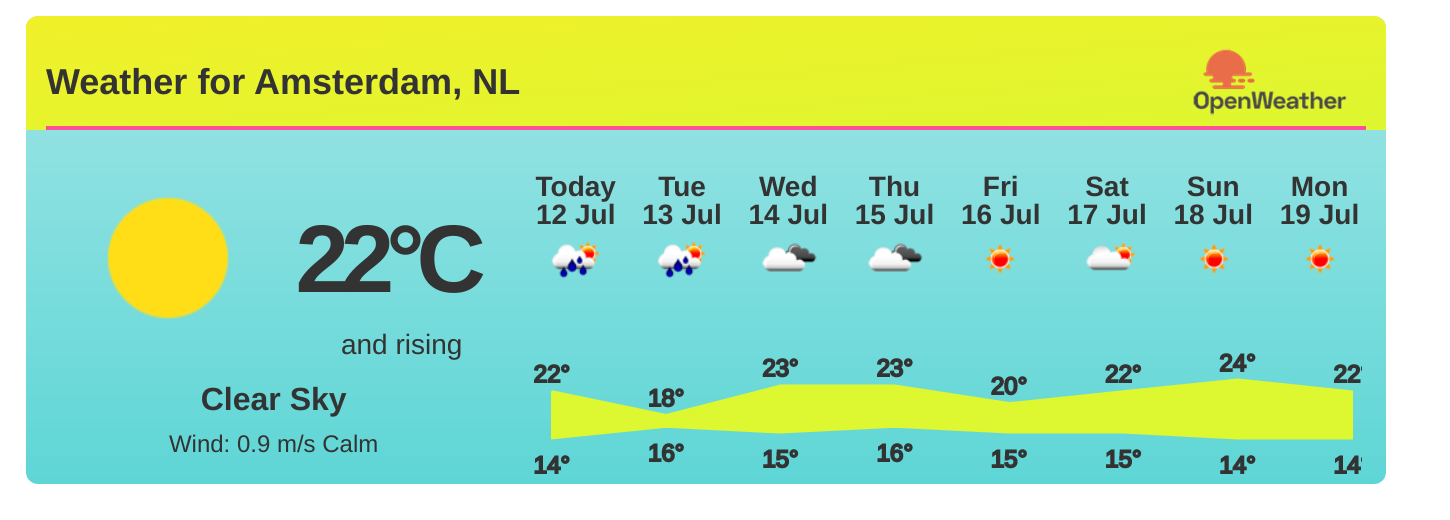 Weather for Amsterdam, NL
OpenWeather
22°C
and rising
Clear Sky
Wind: 0.9 m/s Calm
Today Tue Wed Thu Fri Sat Sun Mon
12 Jul 13 Jul 14 Jul 15 Jul 16 Jul 17 Jul 18 Jul 19 Jul
22° 18° 23° 23° 20° 22° 24° 22°
14° 16° 15° 16° 15° 15° 14° 14°